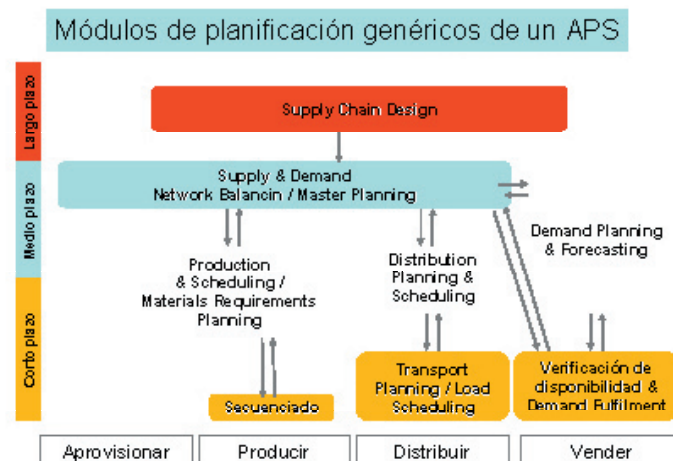 Módulos de planificación genéricos de un APS
Largo plazo
Supply Chain Design
Medio plazo
Supply & Demand
Network Balancin / Master Planning
Demand Planning
& Forecasting
Production
& Scheduling /
Materials Requirements
Planning
Distribution
Planning &
Scheduling
Corto plazo
Secuenciado
Transport
Planning / Load
Scheduling
Verificación de
disponibilidad &
Demand Fulfilment
Aprovisionar
Producir
Distribuir
Vender